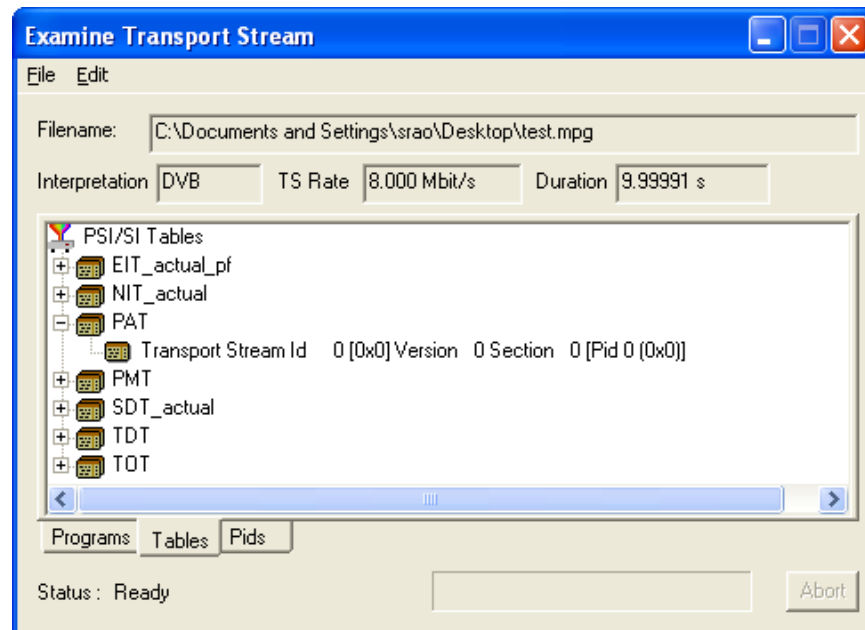 Examine Transport Stream
File Edit
Filename: C:\Documents and Settings\srao\Desktop\test.mpg
Interpretation DVB TS Rate 8.000 Mbit/s Duration 9.99991 s
PSI/SI Tables
EIT_actual_pf
NIT_actual
PAT
Transport Stream Id 0 [0x0] Version 0 Section 0 [Pid 0 (0x0)]
PMT
SDT_actual
TDT
TOT
Programs Tables Pids
Status : Ready Abort